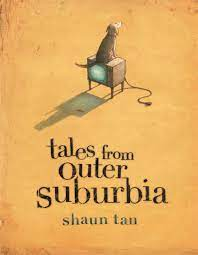 tales from
outer
suburbia
shaun tan